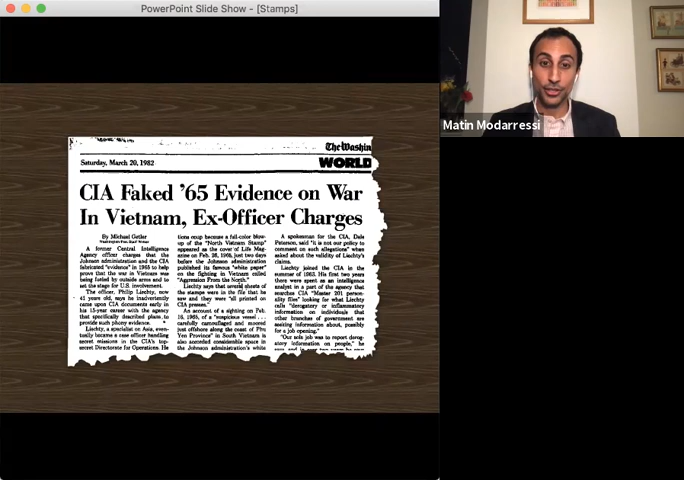 PowerPoint Slide Show - [Stamps]
Matin Modarressi
The Washin
Saturday, March 20, 1982
WORLD
CIA Faked '65 Evidence on War
In Vietnam, Ex-Officer Charges
By Michael Getler
Washington Post Staff Writer
A former Central Intelligence
Agency officer charges that the
Johnson administration and the CIA
fabricated "evidence" in 1965 to help
prove that the war in Vietnam was
being fueled by outside arms and to
set the stage for U.S. involvement.
The officer, Philip Liechty, now
41 years old, says he inadvertently
came upon CIA documents early in
his 15-year career with the agency
that specifically described plans to
provide such phony evidence.
Liechty, a specialist on Asia, even-
tually became a case officer handling
secret missions in the CIA's top-
secret Directorate for Operations. He
tions coup because a full-color blow-
up of the "North Vietnam Stamp"
appeared as the cover of Life Mag-
azine on Feb. 26, 1965, just two days
before the Johnson administration
published its famous "white paper"
on the fighting in Vietnam called
"Aggression From the North."
Liechty says that several sheets of
the stamps were in the file that he
saw and they were "all printed on
CIA presses."
An account of a sighting on Feb.
16, 1965, of a "suspicious vessel . . .
carefully camouflaged and moored
just offshore along the coast of Phu
Yen Province" in South Vietnam is
also accorded considerable space in
the Johnson administration's white
A spokesman for the CIA, Dale
Peterson, said "it is not our policy to
comment on such allegations" when
asked about the validity of Liechty's
claims.
Liechty joined the CIA in the
summer of 1963. His first two years
there were spent as an intelligence
analyst in a part of the agency that
searches CIA "Master 201 person-
ality files" looking for what Liechty
calls "derogatory or inflammatory
information on individuals that
other branches of government are
seeking information about, possibly
for a job opening."
"Our sole job was to report derog-
atory information on people," he